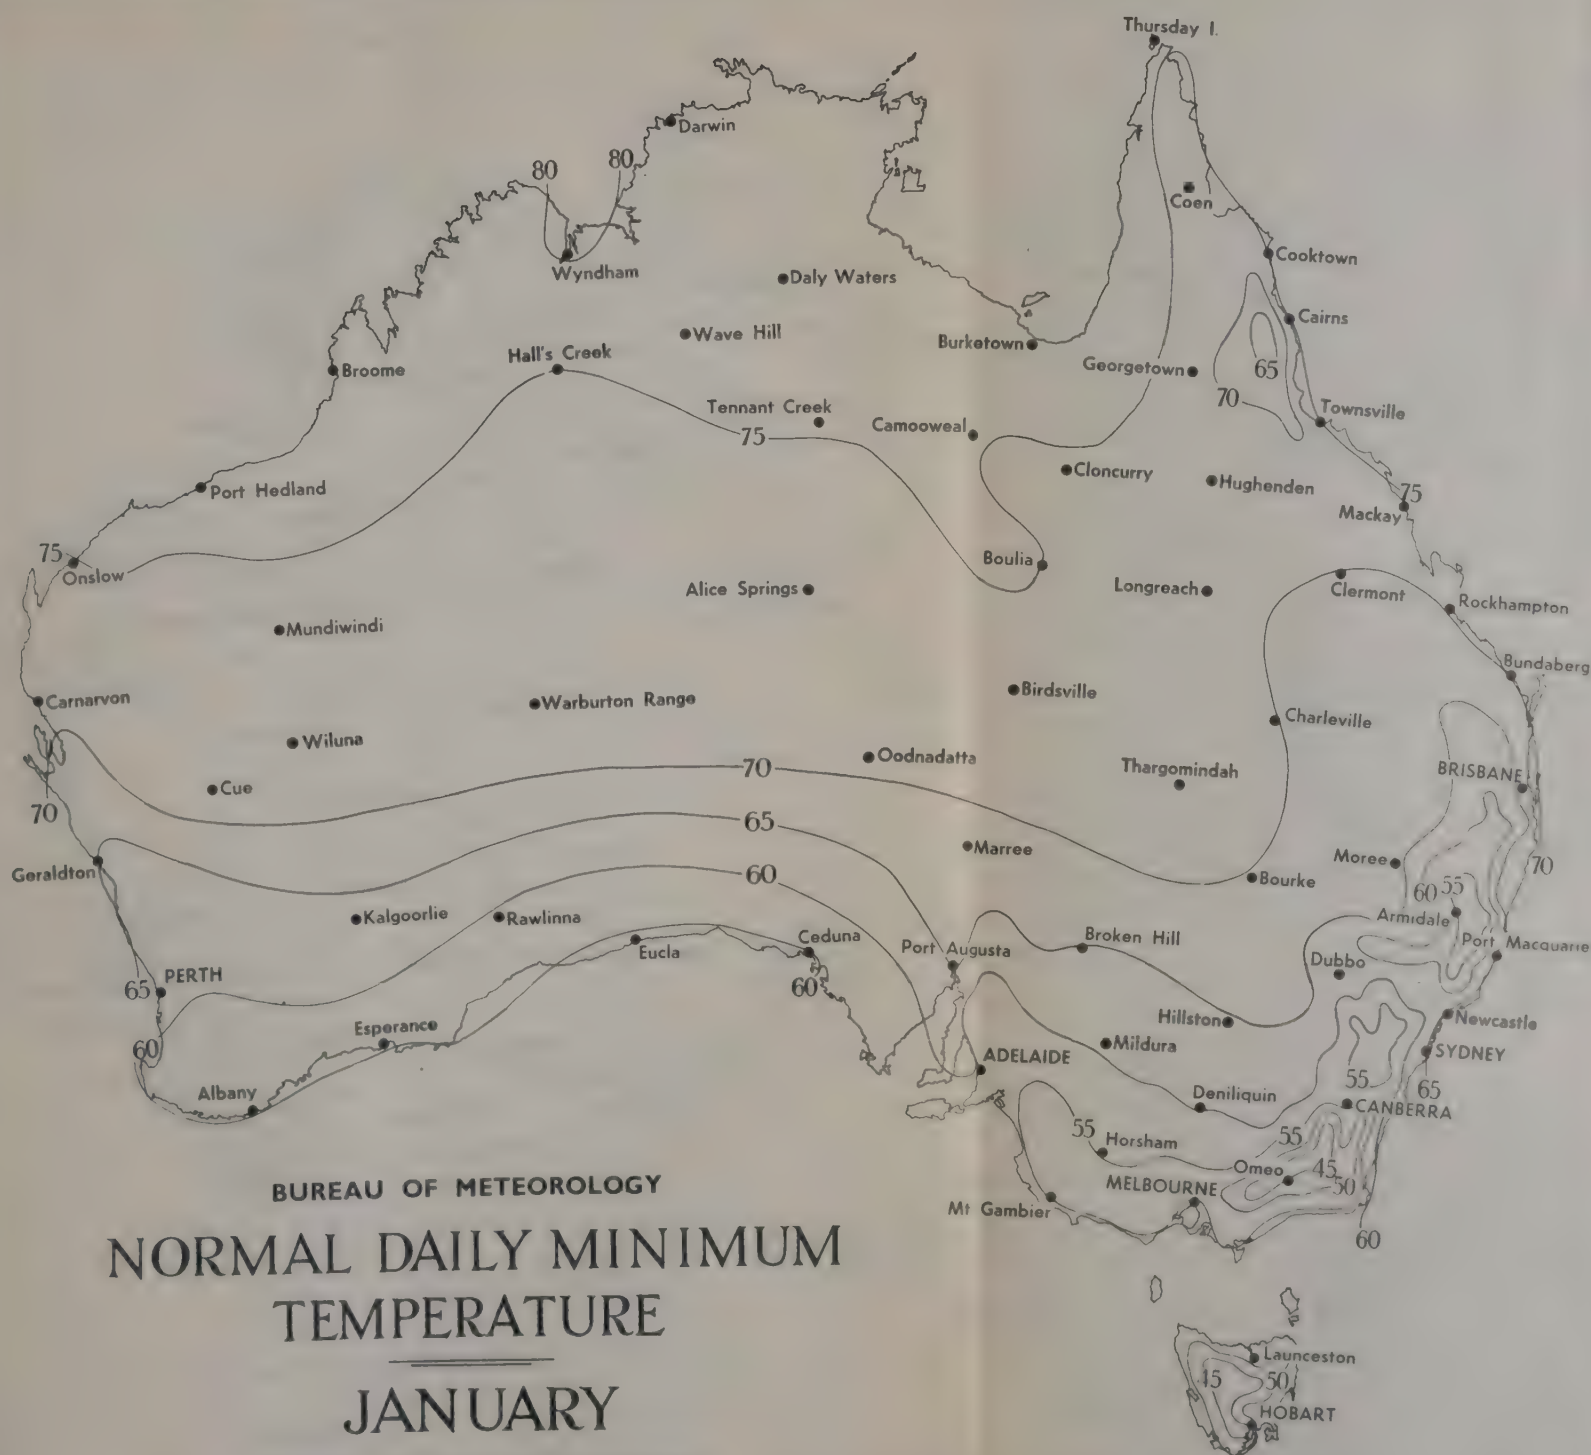 Thursday I.
Darwin
80
80
Coen
Wyndham
Cooktown
Daly Waters
Cairns
Wave Hill
Burketown
Hall's Creek
Broome
Georgetown
65
70
Tennant Creek
75
Camooweal
Townsville
Cloncurry
Hughenden
Port Hedland
75
Mackay
75
Onslow
Boulia
Alice Springs
Longreach
Clermont
Rockhampton
Mundiwindi
Bundaberg
Birdsville
Carnarvon
Warburton Range
Charleville
Wiluna
Oodnadatta
70
Thargomindah
BRISBANE
Cue
70
65
Marree
Moree
70
Geraldton
60
Bourke
60
55
Kalgoorlie
Rawlinna
Armidale
Ceduna
Broken Hill
Port Augusta
Eucla
Port Macquarie
Dubbo
PERTH
65
60
Hillston
Newcastle
Esperance
60
Mildura
ADELAIDE
SYDNEY
55
65
Albany
Deniliquin
CANBERRA
55
55
Horsham
Omeo
45
50
MELBOURNE
Mt Gambier
60
BUREAU OF METEOROLOGY
NORMAL DAILY MINIMUM
TEMPERATURE
JANUARY
Launceston
45
50
HOBART